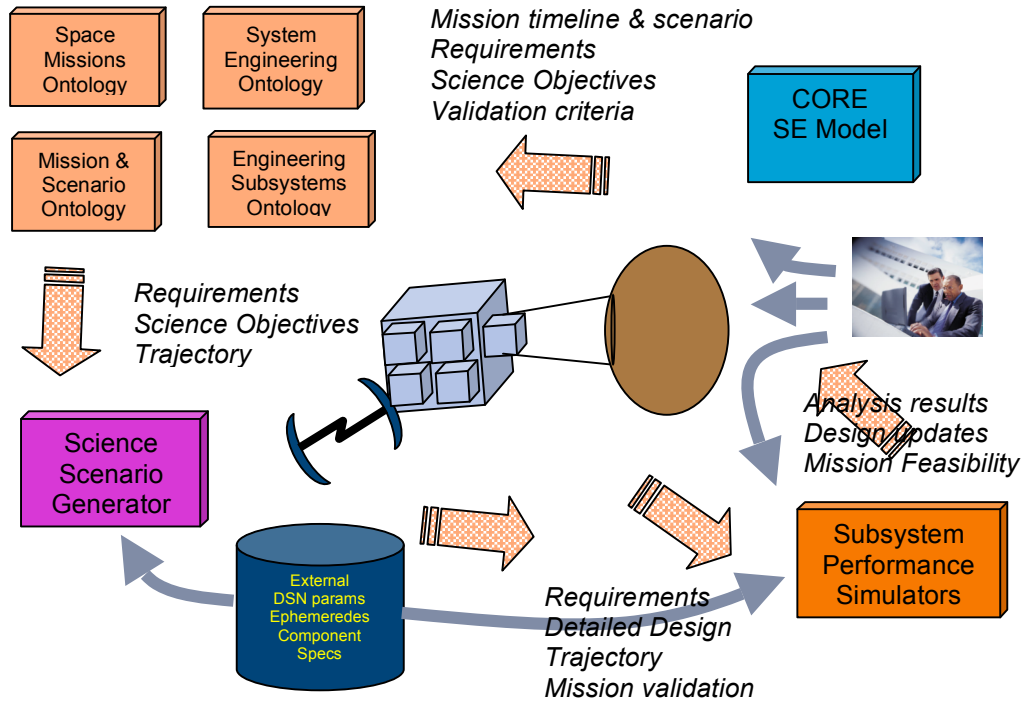 Space
Missions
Ontology
System
Engineering
Ontology
Mission timeline & scenario
Requirements
Science Objectives
Validation criteria
CORE
SE Model
Mission &
Scenario
Ontology
Engineering
Subsystems
Ontology
Requirements
Science Objectives
Trajectory
Analysis results
Design updates
Mission Feasibility
Science
Scenario
Generator
External
DSN params
Ephemeredes
Component
Specs
Requirements
Detailed Design
Trajectory
Mission validation
Subsystem
Performance
Simulators